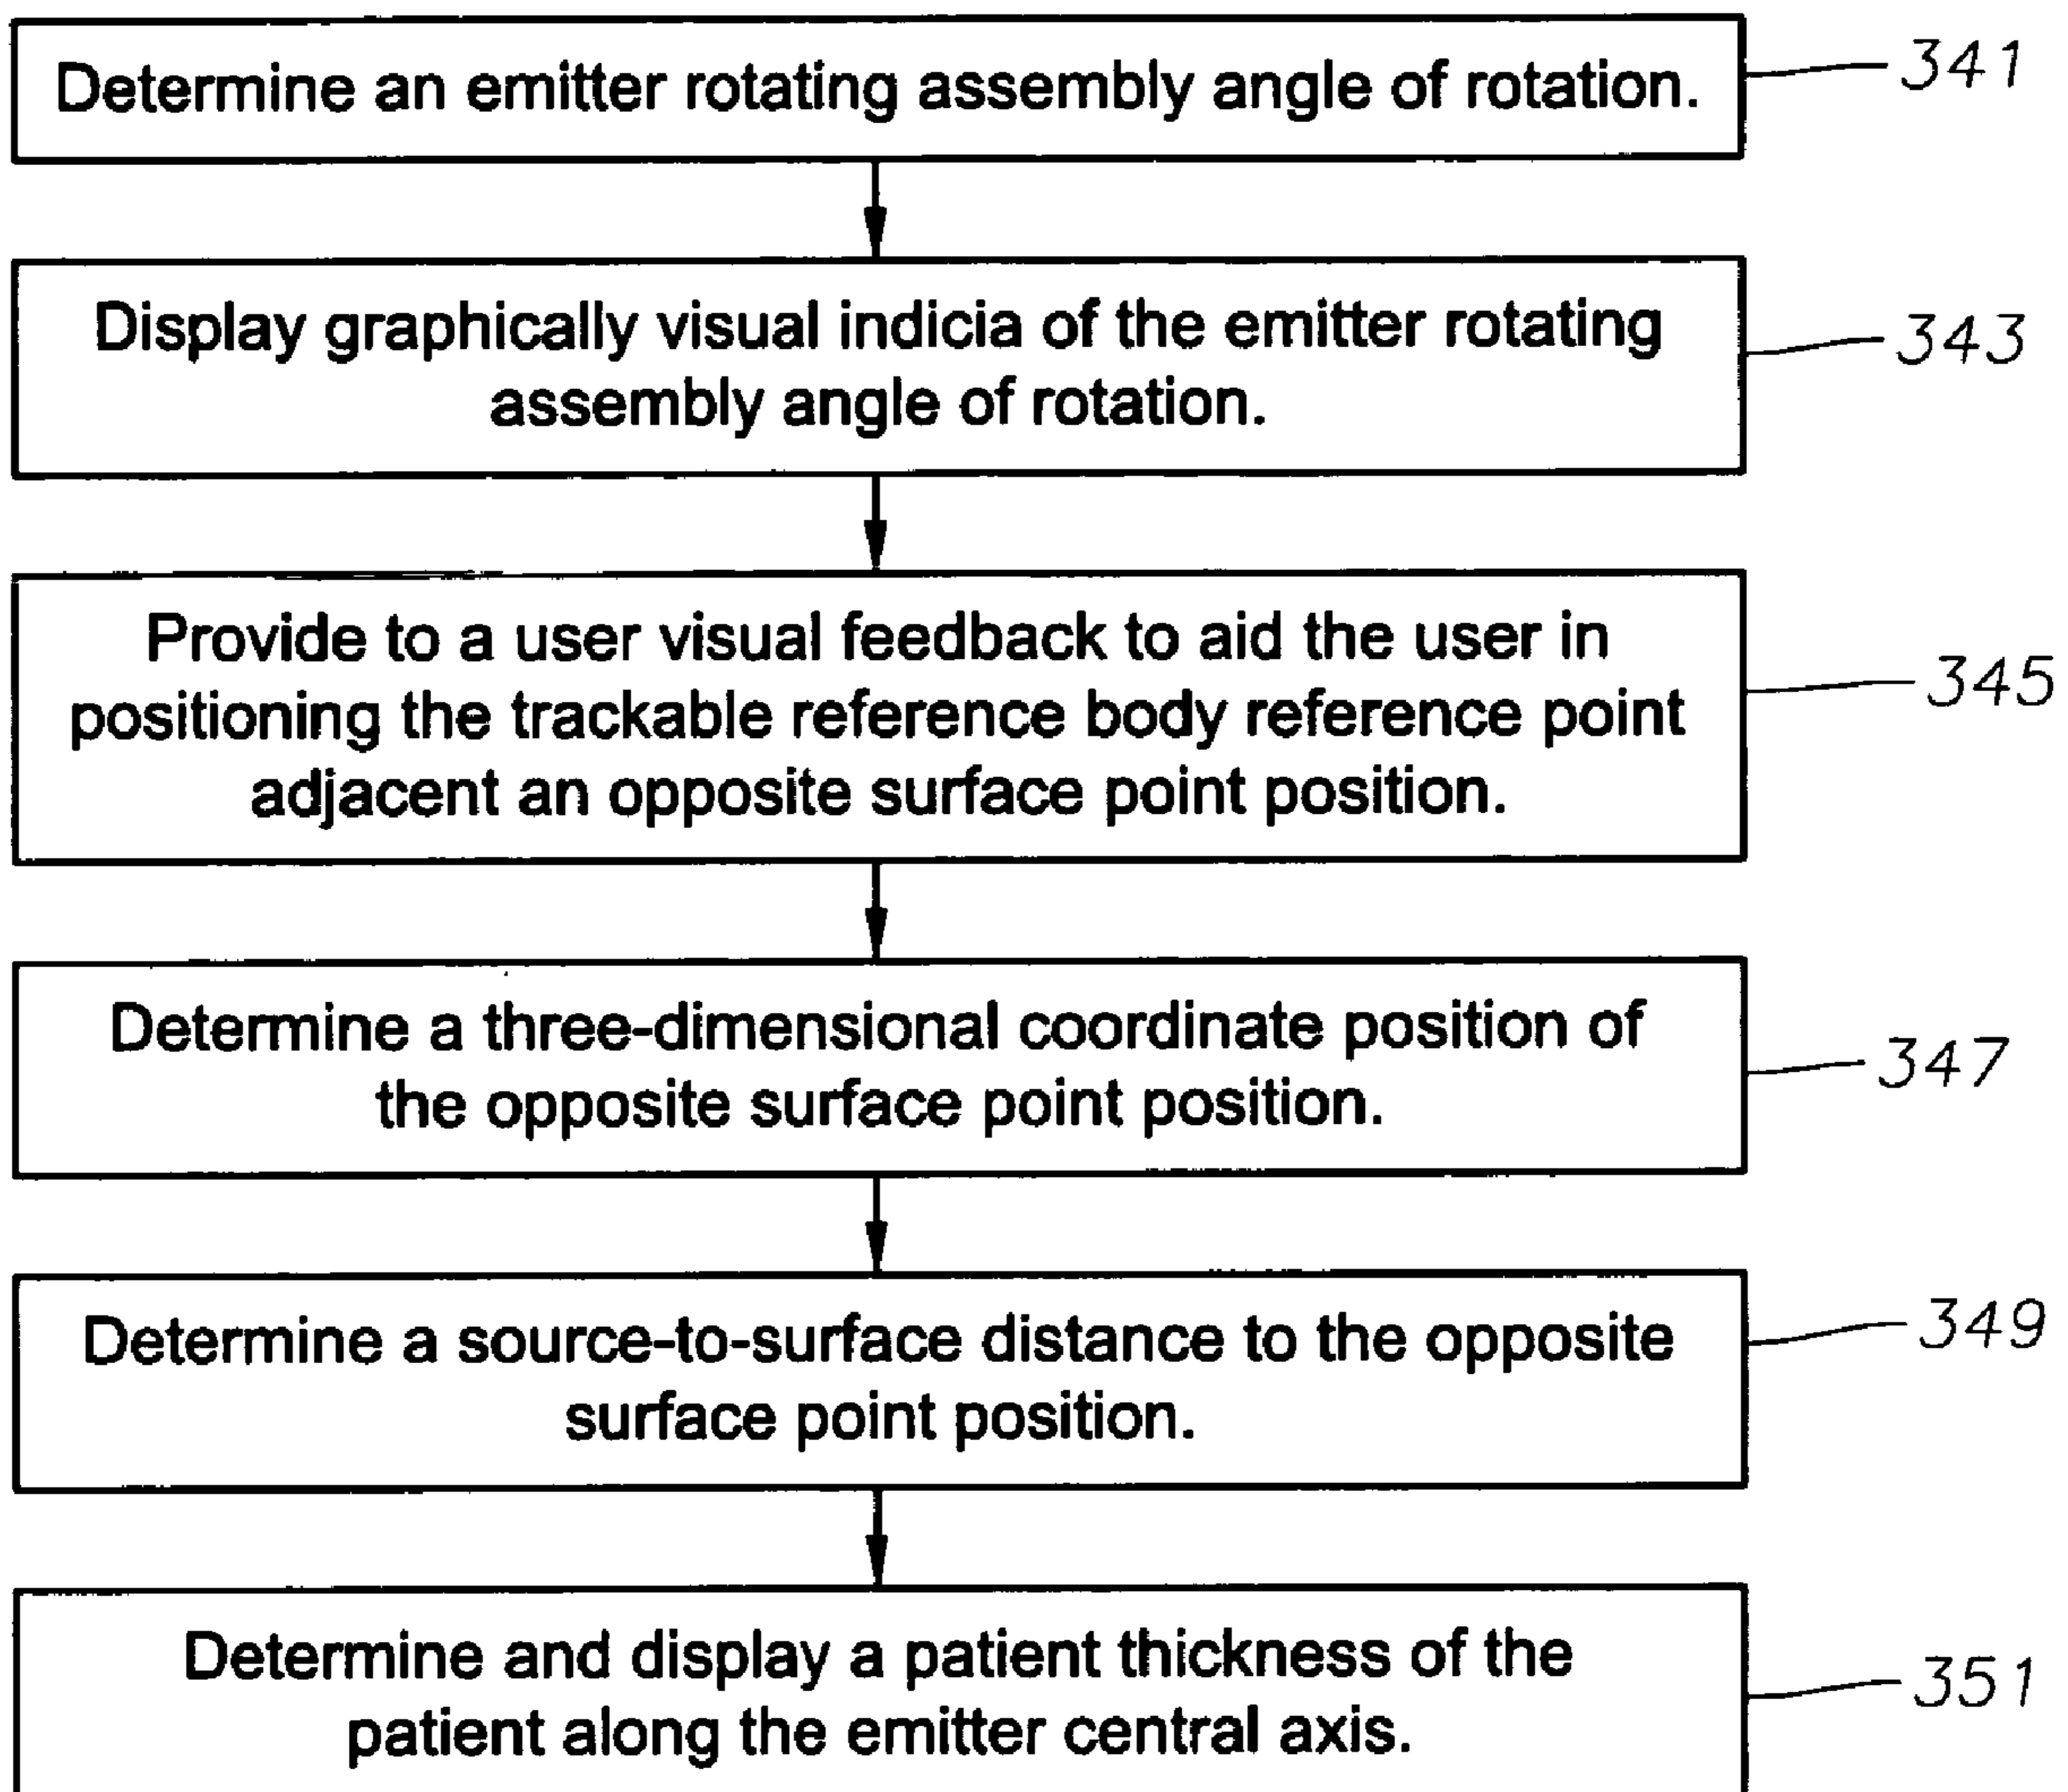 Determine an emitter rotating assembly angle of rotation.
341
Display graphically visual indicia of the emitter rotating
assembly angle of rotation.
343
Provide to a user visual feedback to aid the user in
positioning the trackable reference body reference point
adjacent an opposite surface point position.
345
Determine a three-dimensional coordinate position of
the opposite surface point position.
347
Determine a source-to-surface distance to the opposite
surface point position.
349
Determine and display a patient thickness of the
patient along the emitter central axis.
351